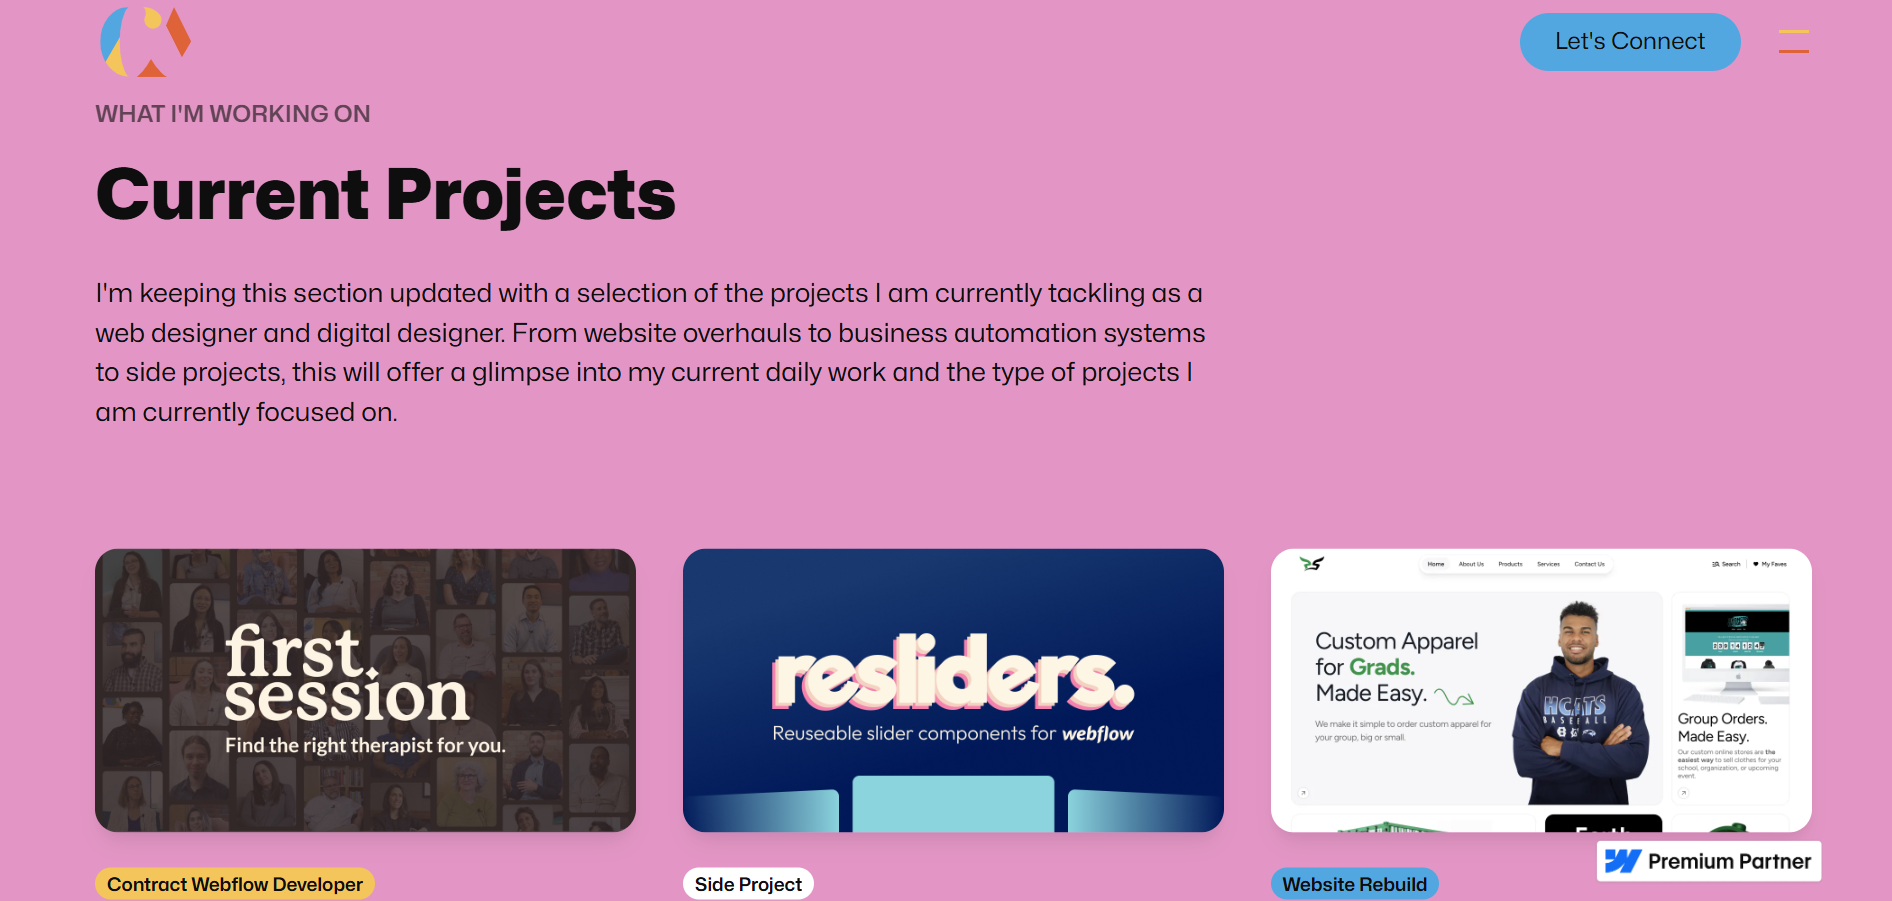 Let's Connect
WHAT I'M WORKING ON
Current Projects
I'm keeping this section updated with a selection of the projects I am currently tackling as a
web designer and digital designer. From website overhauls to business automation systems
to side projects, this will offer a glimpse into my current daily work and the type of projects I
am currently focused on.
first
session
Find the right therapist for you.
Contract Webflow Developer
resliders.
Reuseable slider components for webflow
Side Project
Home About Us Products Services Contact Us
Search My Faves
Custom Apparel
for Grads.
Made Easy.
We make it simple to order custom apparel for
your group, big or small.
HCATS
BASEBALL
Group Orders.
Made Easy.
Our custom online stores are the
easiest way to sell clothes for your
school, organization, or upcoming
event.
Website Rebuild
Premium Partner